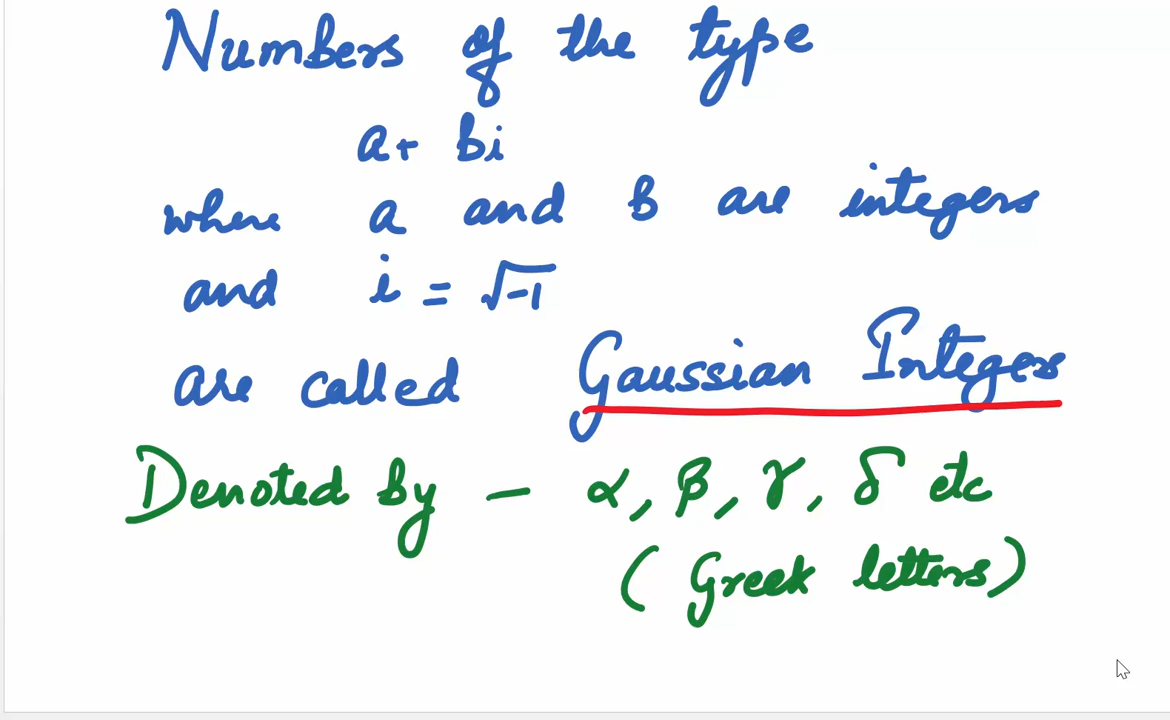 Numbers of the type
a + bi
where a and b are integers
and i = √-1
are called Gaussian Integers
Denoted by - α, β, γ, δ etc
(Greek letters)